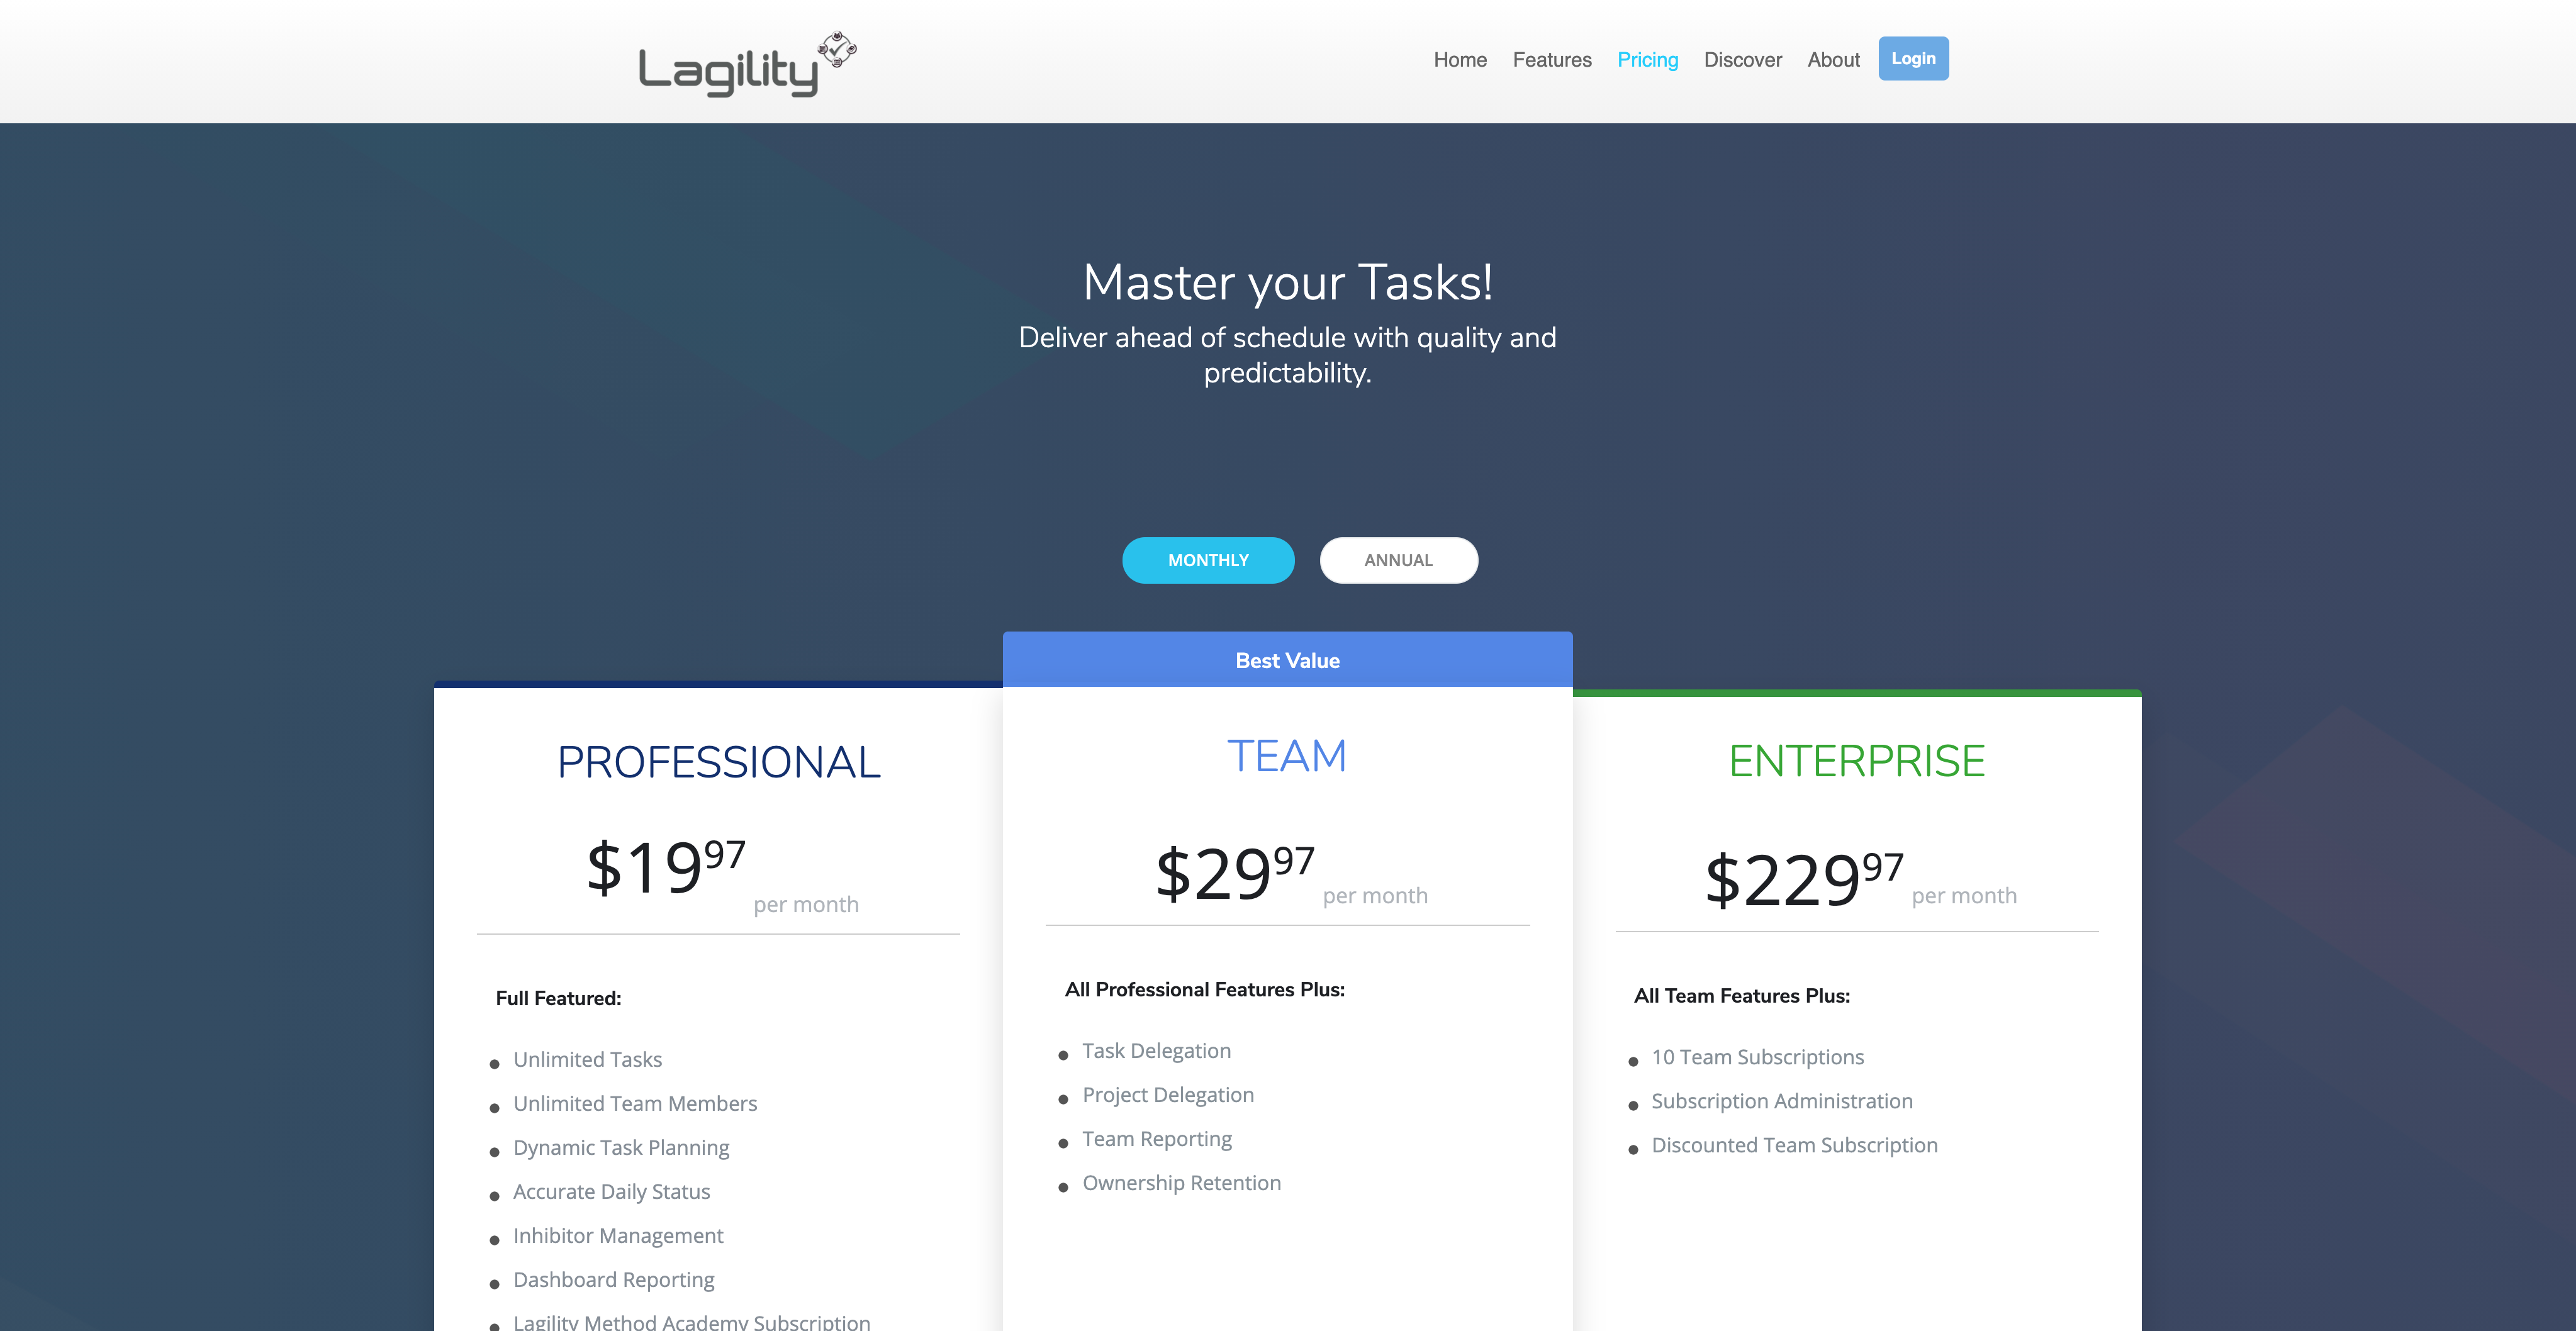 Lagility
Home Features Pricing Discover About Login
Master your Tasks!
Deliver ahead of schedule with quality and
predictability.
MONTHLY ANNUAL
Best Value
PROFESSIONAL
$19 97 per month
Full Featured:
Unlimited Tasks
Unlimited Team Members
Dynamic Task Planning
Accurate Daily Status
Inhibitor Management
Dashboard Reporting
Lagility Method Academy Subscription
TEAM
$29 97 per month
All Professional Features Plus:
Task Delegation
Project Delegation
Team Reporting
Ownership Retention
ENTERPRISE
$229 97 per month
All Team Features Plus:
10 Team Subscriptions
Subscription Administration
Discounted Team Subscription